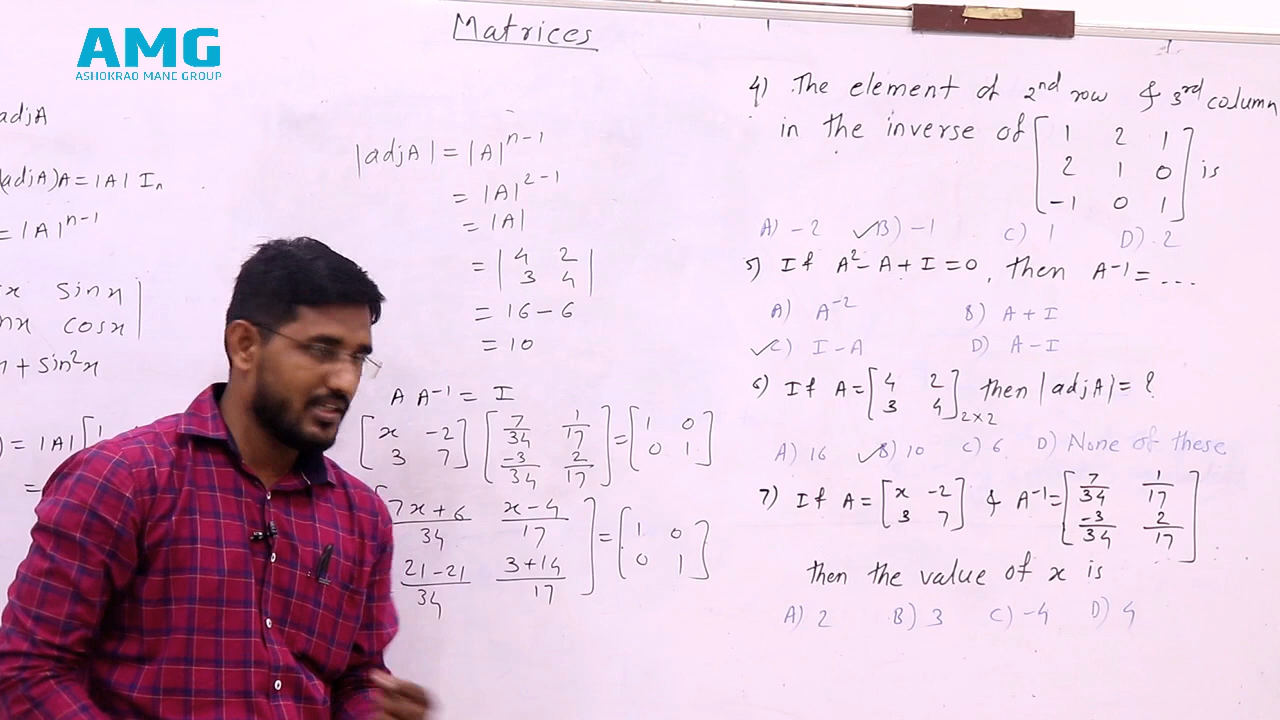 AMG
ASHOKRAO MANE GROUP
Matrices
adjA
(adjA)A = |A| Iₙ
= |A|ⁿ⁻¹
x sinx|
inx cosx|
x + sin²x
) = |A| [1
=
|adjA| = |A|ⁿ⁻¹
= |A|²⁻¹
= |A|
= |4 2|
|3 4|
= 16 - 6
= 10
A A⁻¹ = I
[x -2] [7/34 1/17] = [1 0]
[3 7] [-3/34 2/17] [0 1]
[7x+6/34 x-4/17] = [1 0]
21-21/34 3+14/17] [0 1]
4) The element of 2nd row & 3rd column
in the inverse of [1 2 1]
[2 1 0] is
[-1 0 1]
A) -2 ✓B) -1 C) 1 D) 2
5) If A² - A + I = 0, then A⁻¹ = ...
A) A⁻² B) A + I
✓C) I - A D) A - I
6) If A = [4 2] then |adjA| = ?
[3 4]₂ₓ₂
A) 16 ✓B) 10 C) 6 D) None of these
7) If A = [x -2] & A⁻¹ = [7/34 1/17]
[3 7] [-3/34 2/17]
then the value of x is
A) 2 B) 3 C) -4 D) 4